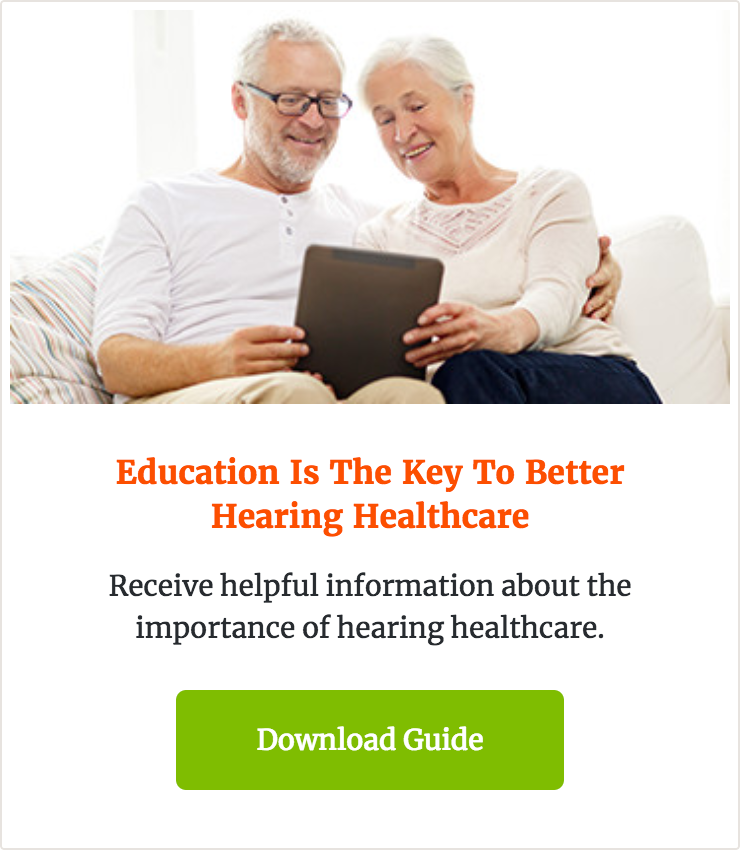 Education Is The Key To Better
Hearing Healthcare
Receive helpful information about the
importance of hearing healthcare.
Download Guide